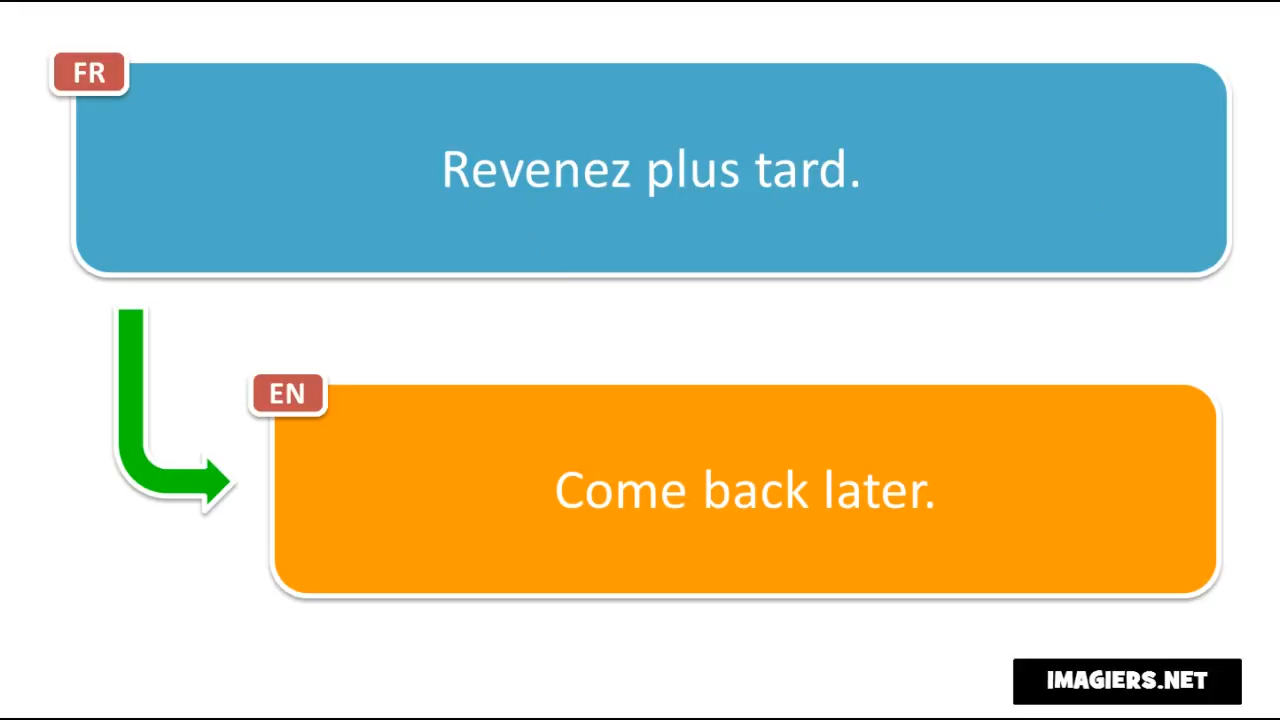 FR
Revenez plus tard.
EN
Come back later.
IMAGIERS.NET